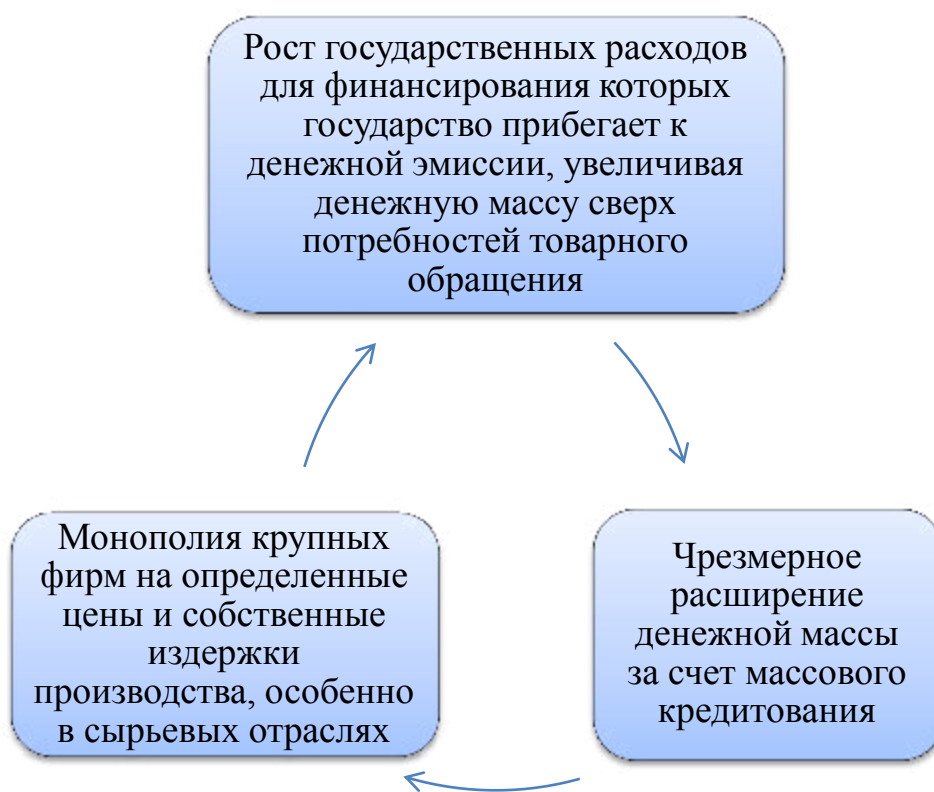 Рост государственных расходов
для финансирования которых
государство прибегает к
денежной эмиссии, увеличивая
денежную массу сверх
потребностей товарного
обращения
Чрезмерное
расширение
денежной массы
за счет массового
кредитования
Монополия крупных
фирм на определенные
цены и собственные
издержки
производства, особенно
в сырьевых отраслях